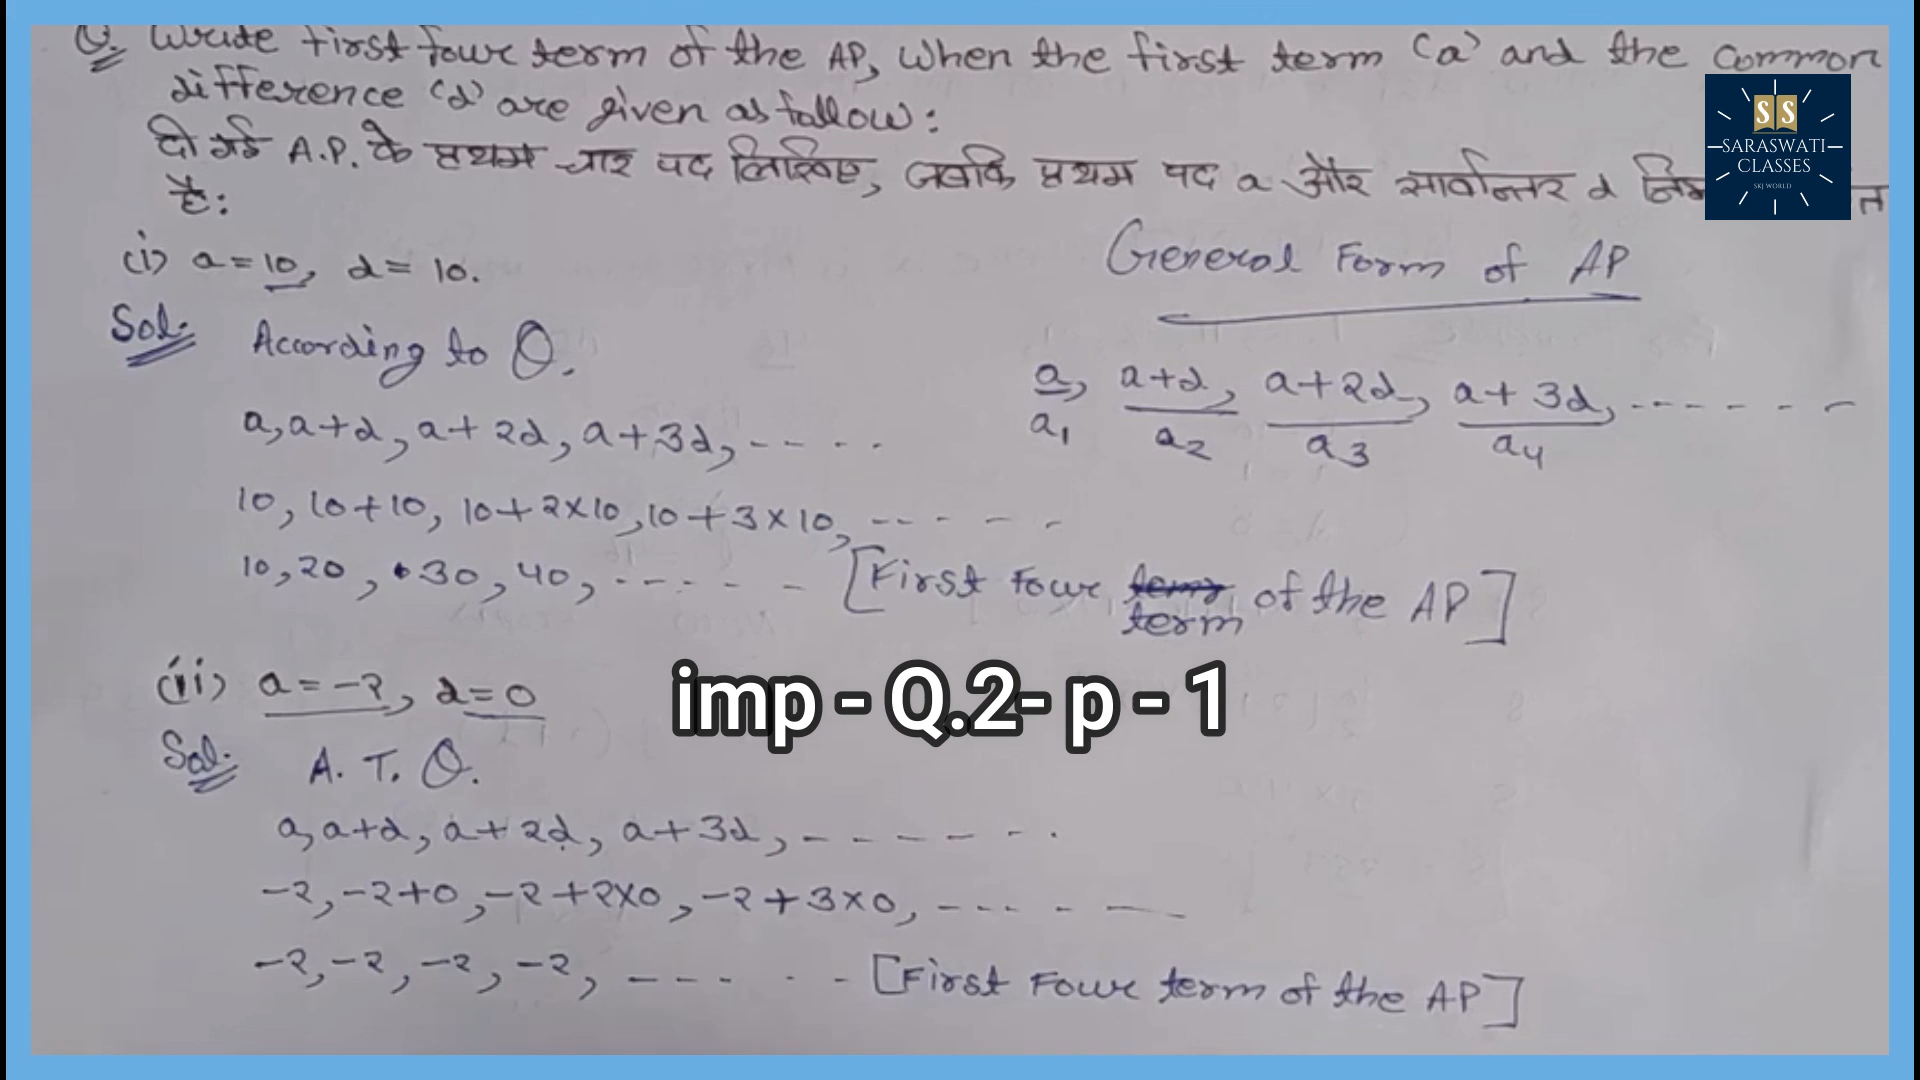 Q. Write first four term of the AP, when the first term 'a' and the common
difference 'd' are given as follow:
दी गई A.P. के प्रथम चार पद लिखिए, जबकि प्रथम पद a और सार्वान्तर d
हैः
SS
SARASWATI
CLASSES
SKJ WORLD
(i) a = 10, d = 10.
General Form of AP
Sol. According to Q.
a, a+d, a+2d, a+3d, ------
a1 a2 a3 a4
a, a+d, a+2d, a+3d, -----
10, 10+10, 10+2×10, 10+3×10, ------
10, 20, 30, 40, ------ [First Four term of the AP]
(ii) a = -2, d = 0
imp - Q.2- p - 1
Sol. A. T. Q.
a, a+d, a+2d, a+3d, ------
-2, -2+0, -2+2×0, -2+3×0, ------
-2, -2, -2, -2, ------ [First Four term of the AP]